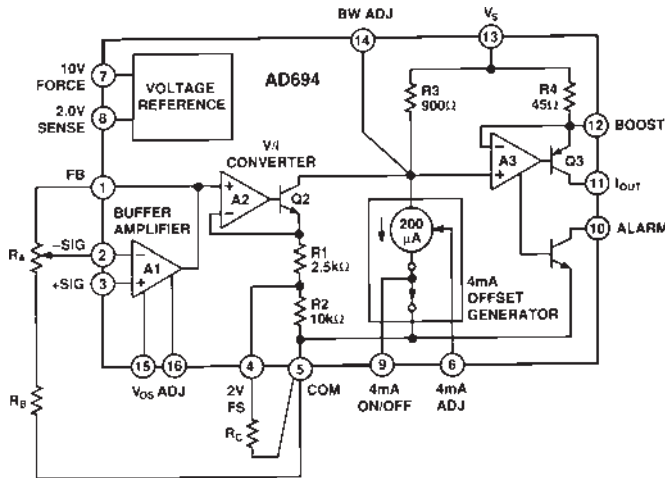 BW ADJ
14
VS
13
10V
FORCE
7
2.0V
SENSE
8
VOLTAGE
REFERENCE
AD694
R3
900Ω
R4
45Ω
12
BOOST
V/I
CONVERTER
FB
1
+
A2
−
Q2
−
A3
+
Q3
11
IOUT
BUFFER
AMPLIFIER
−SIG
2
RA
+SIG
3
−
A1
+
R1
2.5kΩ
R2
10kΩ
200
μA
10
ALARM
4mA
OFFSET
GENERATOR
15
16
VOS ADJ
4
2V
FS
5
COM
9
4mA
ON/OFF
6
4mA
ADJ
RB
RC